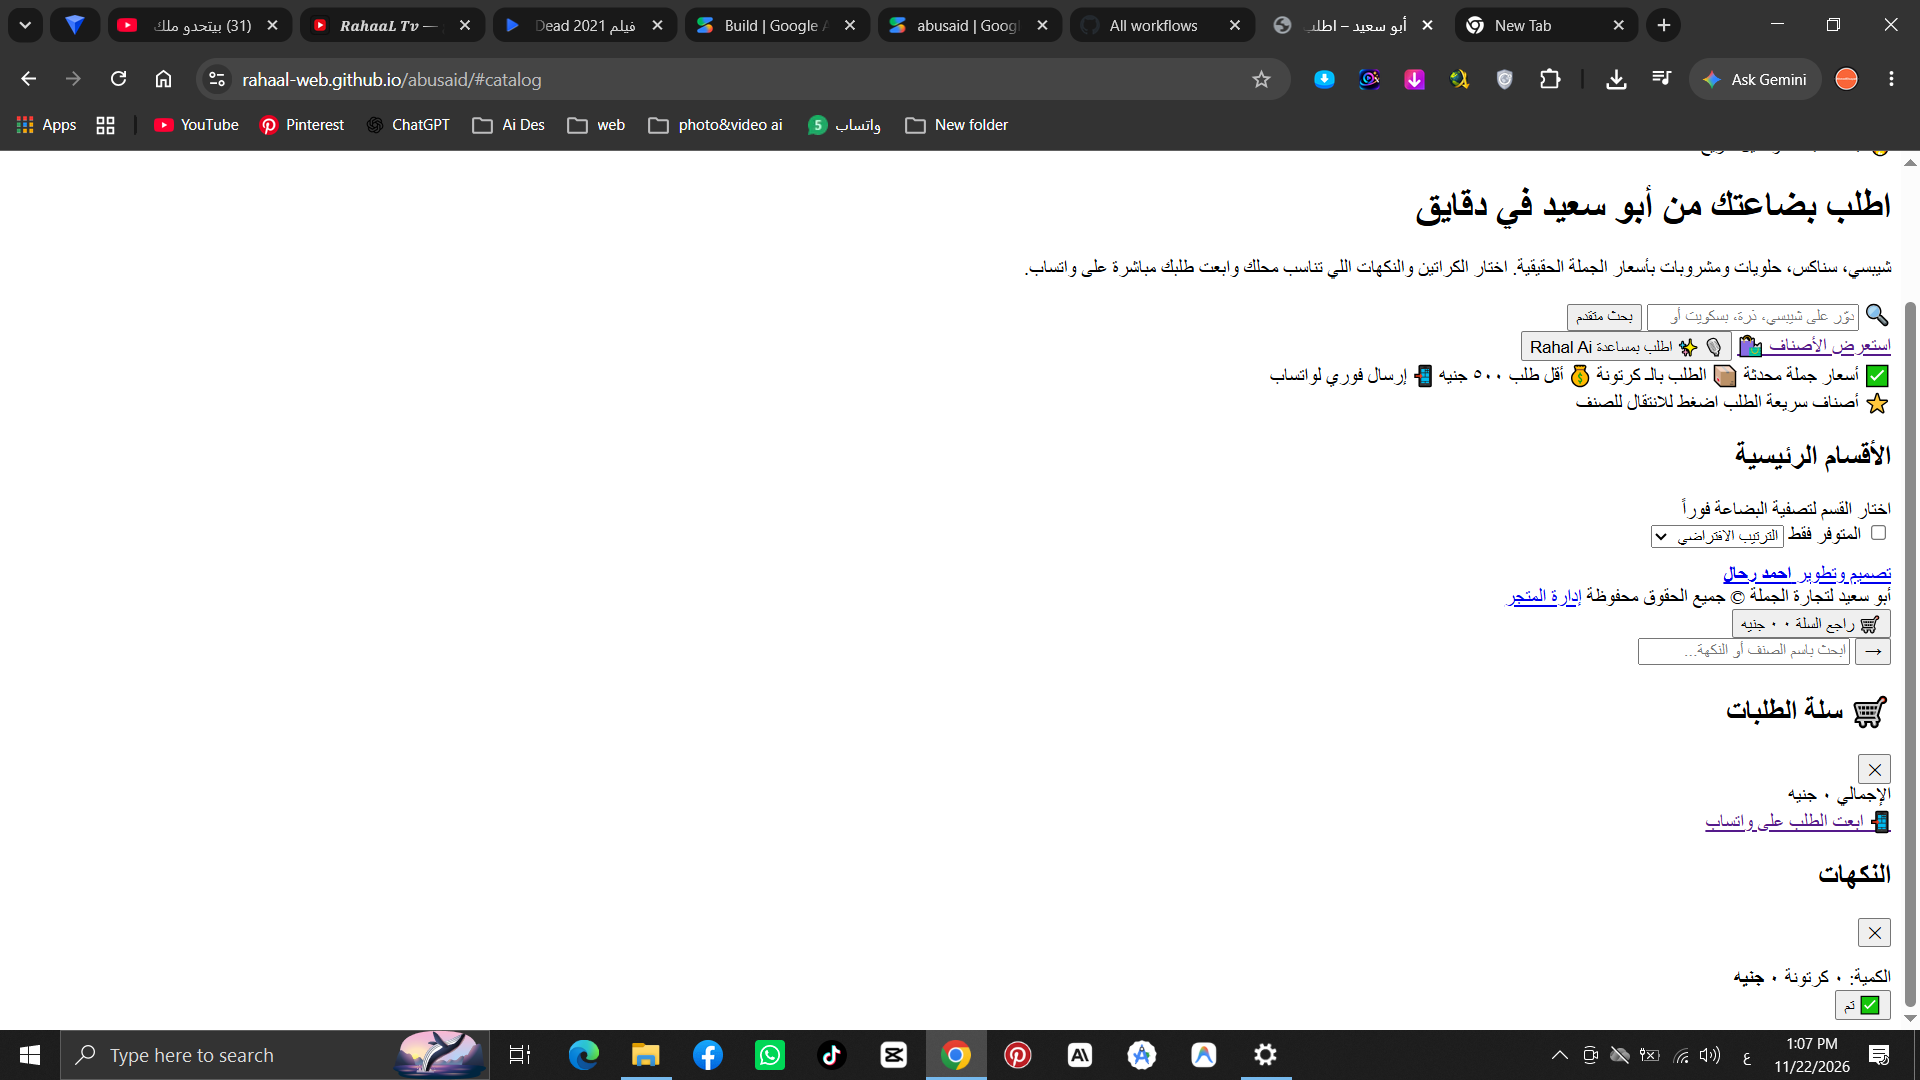 (31) بيتحدو ملك
RahaaL Tv —
فيلم Dead 2021
Build | Google A
abusaid | Googl
All workflows
أبو سعيد – اطلب
New Tab
rahaal-web.github.io/abusaid/#catalog
Ask Gemini
Apps
YouTube
Pinterest
ChatGPT
Ai Des
web
photo&video ai
واتساب
New folder
اطلب بضاعتك من أبو سعيد في دقايق
شيبسي، سناكس، حلويات ومشروبات بأسعار الجملة الحقيقية. اختار الكراتين والنكهات اللي تناسب محلك وابعت طلبك مباشرة على واتساب.
🔍 دوّر على شيبسي، ذرة، بسكويت أو بحث متقدم
استعرض الأصناف 🛍️ 🎙️ ✨ اطلب بمساعدة Rahal Ai
✅ أسعار جملة محدثة 📦 الطلب بالـ كرتونة 💰 أقل طلب ٥٠٠ جنيه 📲 إرسال فوري لواتساب
⭐ أصناف سريعة الطلب اضغط للانتقال للصنف
الأقسام الرئيسية
اختار القسم لتصفية البضاعة فوراً
المتوفر فقط الترتيب الافتراضي
تصميم وتطوير احمد رحال
أبو سعيد لتجارة الجملة © جميع الحقوق محفوظة إدارة المتجر
🛒 راجع السلة ٠ ٠ جنيه
→ ابحث باسم الصنف أو النكهة...
🛒 سلة الطلبات
×
الإجمالي ٠ جنيه
📲 ابعت الطلب على واتساب
النكهات
×
الكمية: ٠ كرتونة ٠ جنيه
✅ تم
Type here to search
ع
1:07 PM
11/22/2026